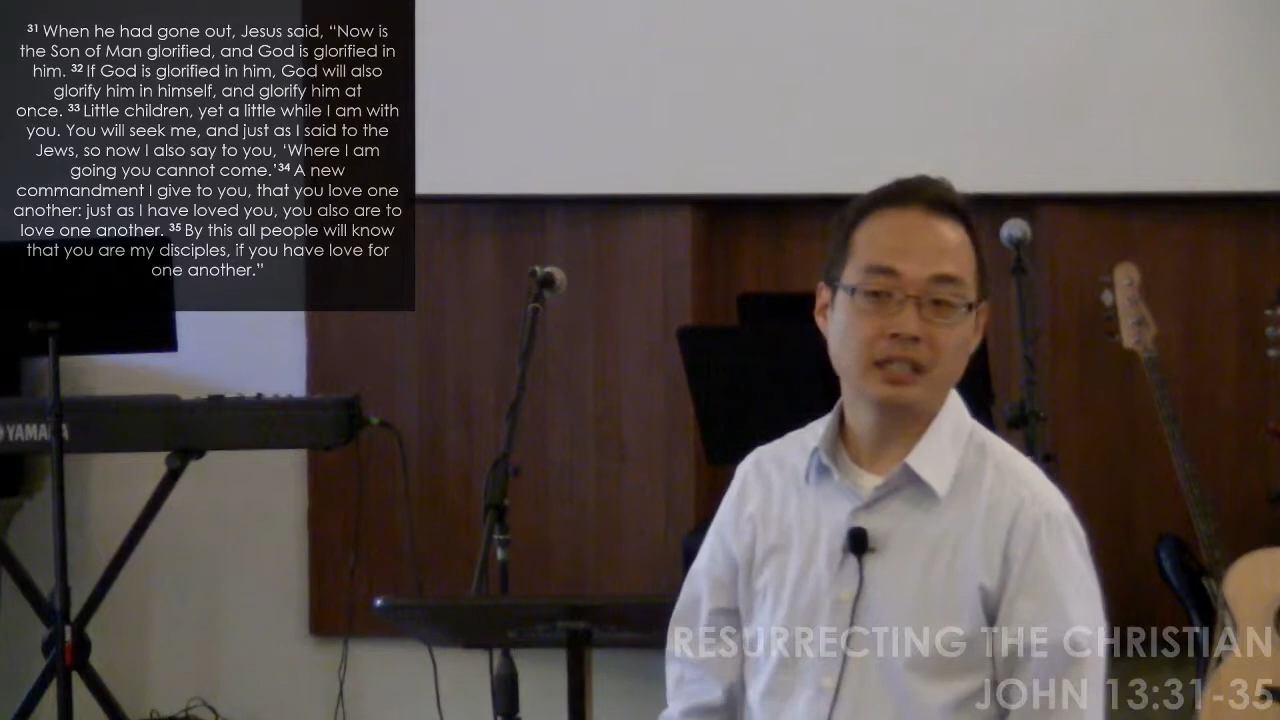 ³¹ When he had gone out, Jesus said, “Now is
the Son of Man glorified, and God is glorified in
him. ³² If God is glorified in him, God will also
glorify him in himself, and glorify him at
once. ³³ Little children, yet a little while I am with
you. You will seek me, and just as I said to the
Jews, so now I also say to you, ‘Where I am
going you cannot come.’ ³⁴ A new
commandment I give to you, that you love one
another: just as I have loved you, you also are to
love one another. ³⁵ By this all people will know
that you are my disciples, if you have love for
one another.”
YAMAHA
RESURRECTING THE CHRISTIAN
JOHN 13:31-35